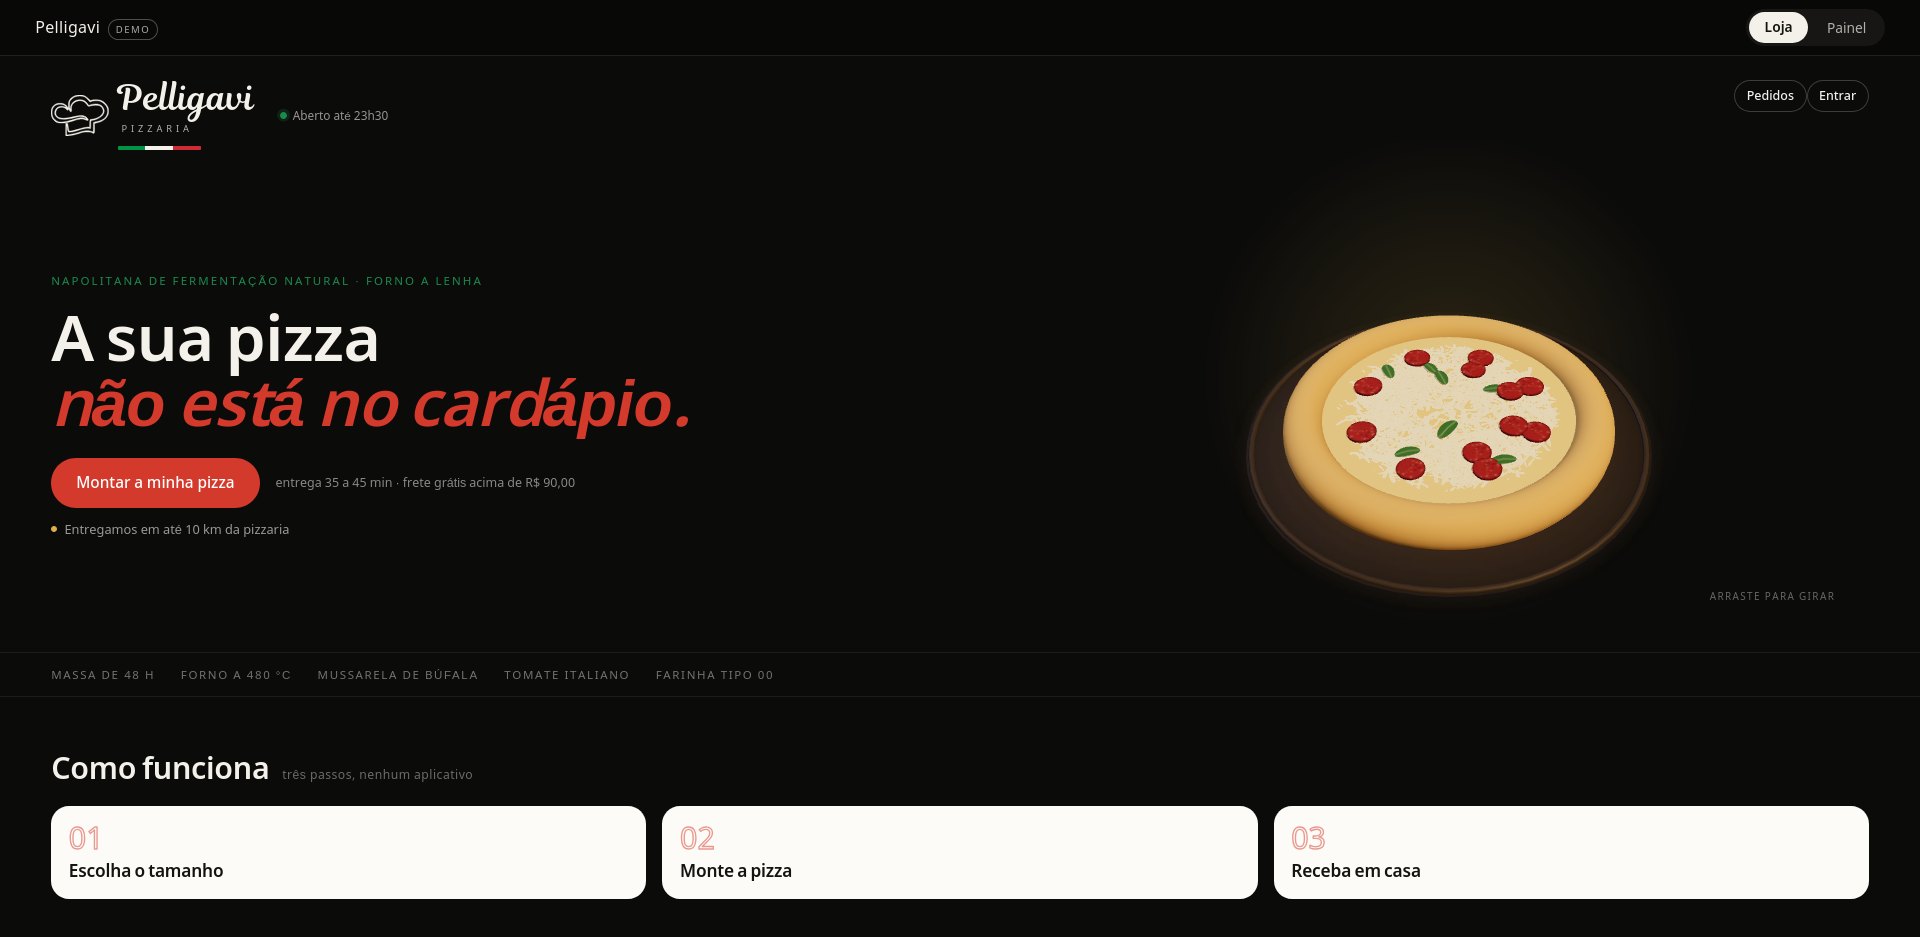 Pelligavi DEMO
Loja Painel
Pelligavi
PIZZARIA
Aberto até 23h30
Pedidos Entrar
NAPOLITANA DE FERMENTAÇÃO NATURAL · FORNO A LENHA
A sua pizza
não está no cardápio.
Montar a minha pizza
entrega 35 a 45 min · frete grátis acima de R$ 90,00
Entregamos em até 10 km da pizzaria
ARRASTE PARA GIRAR
MASSA DE 48 H FORNO A 480 °C MUSSARELA DE BÚFALA TOMATE ITALIANO FARINHA TIPO 00
Como funciona três passos, nenhum aplicativo
01
Escolha o tamanho
02
Monte a pizza
03
Receba em casa